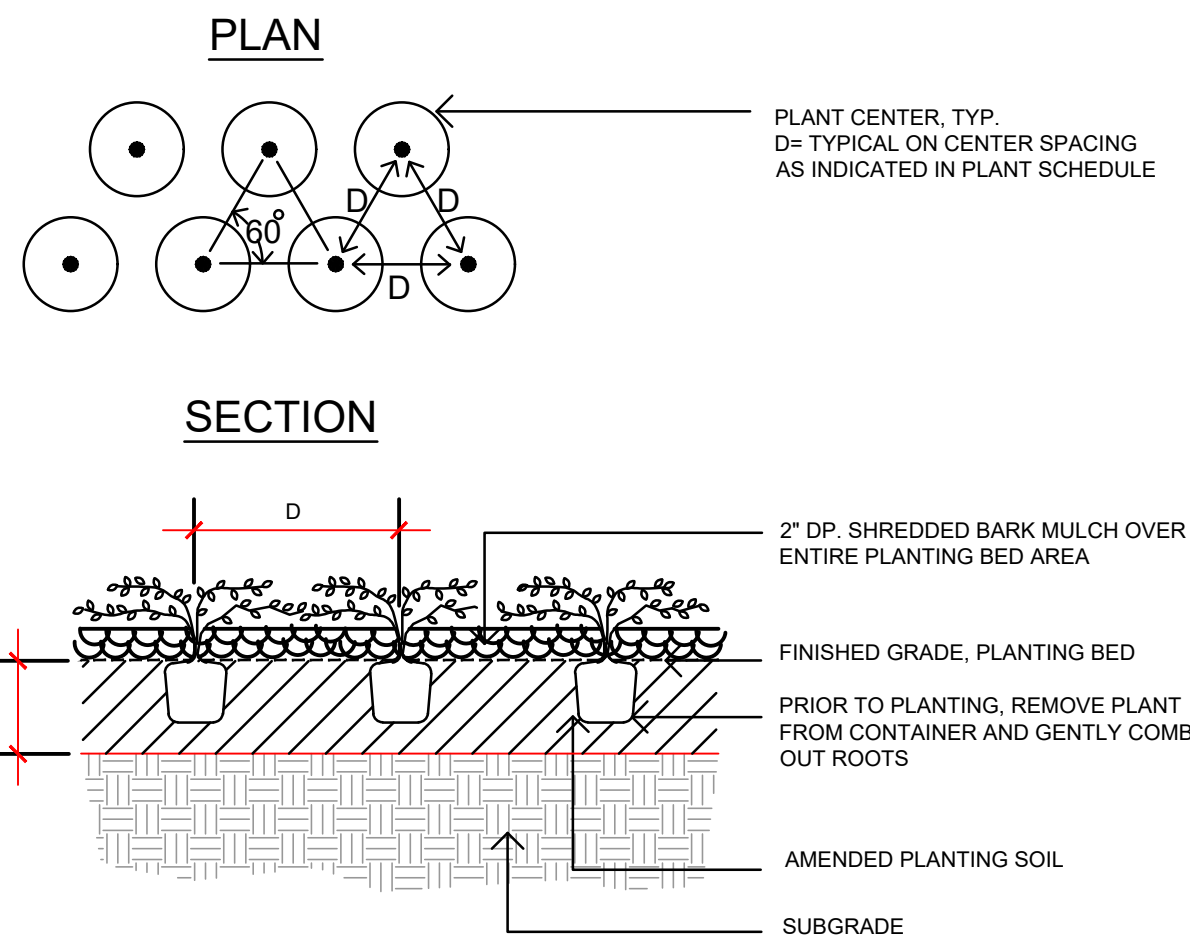 PLAN
PLANT CENTER, TYP.
D= TYPICAL ON CENTER SPACING
AS INDICATED IN PLANT SCHEDULE
D
D
60°
D
SECTION
D
2" DP. SHREDDED BARK MULCH OVER
ENTIRE PLANTING BED AREA
FINISHED GRADE, PLANTING BED
PRIOR TO PLANTING, REMOVE PLANT
FROM CONTAINER AND GENTLY COMB
OUT ROOTS
AMENDED PLANTING SOIL
SUBGRADE